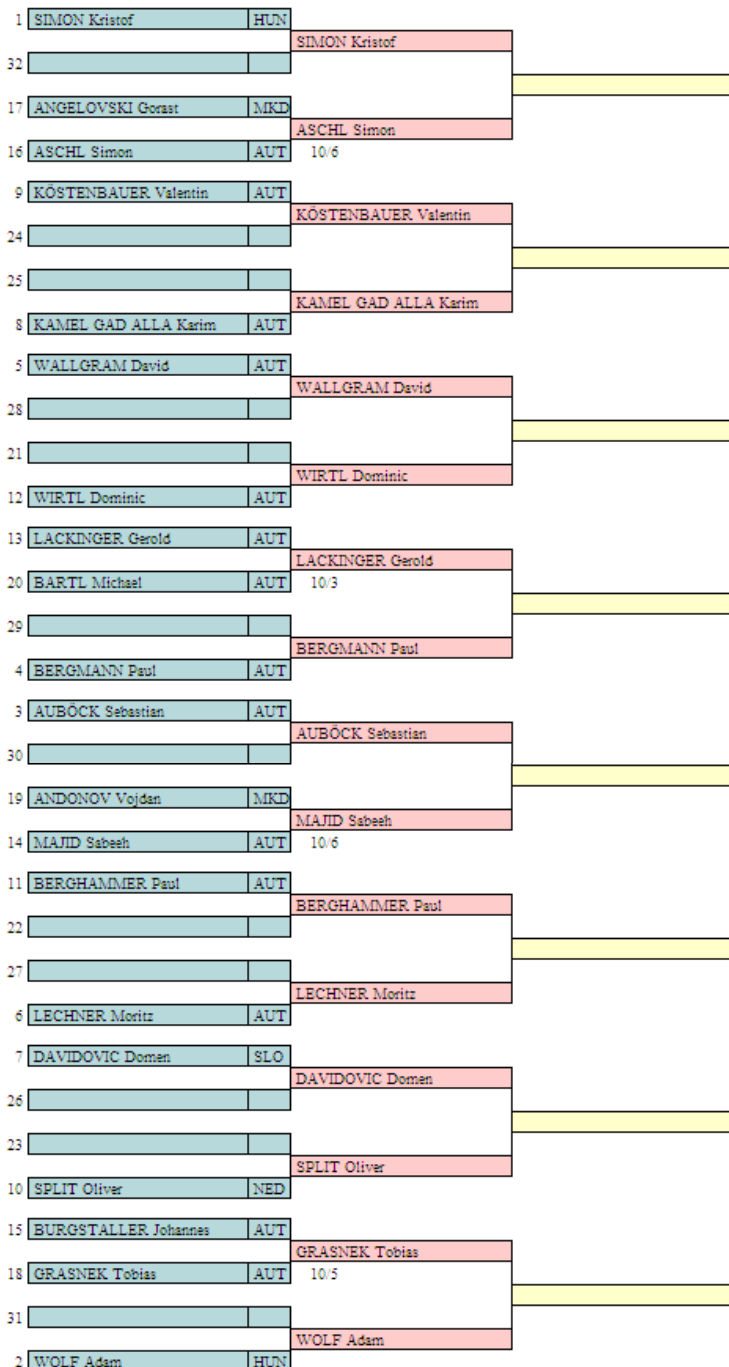 1 SIMON Kristof HUN
SIMON Kristof
32
17 ANGELOVSKI Gorast MKD
ASCHL Simon
16 ASCHL Simon AUT 10/6
9 KÖSTENBAUER Valentin AUT
KÖSTENBAUER Valentin
24
25
KAMEL GAD ALLA Karim
8 KAMEL GAD ALLA Karim AUT
5 WALLGRAM David AUT
WALLGRAM David
28
21
WIRTL Dominic
12 WIRTL Dominic AUT
13 LACKINGER Gerold AUT
LACKINGER Gerold
20 BARTL Michael AUT 10/3
29
BERGMANN Paul
4 BERGMANN Paul AUT
3 AUBÖCK Sebastian AUT
AUBÖCK Sebastian
30
19 ANDONOV Vojdan MKD
MAJID Sabeeh
14 MAJID Sabeeh AUT 10/6
11 BERGHAMMER Paul AUT
BERGHAMMER Paul
22
27
LECHNER Moritz
6 LECHNER Moritz AUT
7 DAVIDOVIC Domen SLO
DAVIDOVIC Domen
26
23
SPLIT Oliver
10 SPLIT Oliver NED
15 BURGSTALLER Johannes AUT
GRASNEK Tobias
18 GRASNEK Tobias AUT 10/5
31
WOLF Adam
2 WOLF Adam HUN